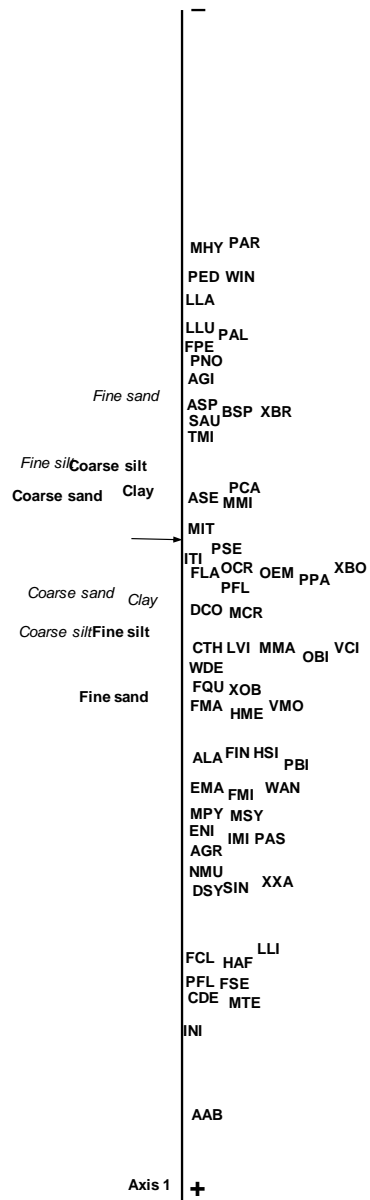 −
MHY PAR
PED WIN
LLA
LLU PAL
FPE
PNO
AGI
Fine sand
ASP BSP XBR
SAU
TMI
Fine silt Coarse silt
Coarse sand Clay
ASE PCA
MMI
MIT
ITI PSE
FLA OCR OEM PPA XBO
PFL
Coarse sand Clay
DCO MCR
Coarse silt Fine silt
CTH LVI MMA OBI VCI
WDE
FQU XOB
Fine sand
FMA HME VMO
ALA FIN HSI PBI
EMA FMI WAN
MPY MSY
ENI IMI PAS
AGR
NMU
DSY SIN XXA
FCL HAF LLI
PFL FSE
CDE MTE
INI
AAB
Axis 1 +